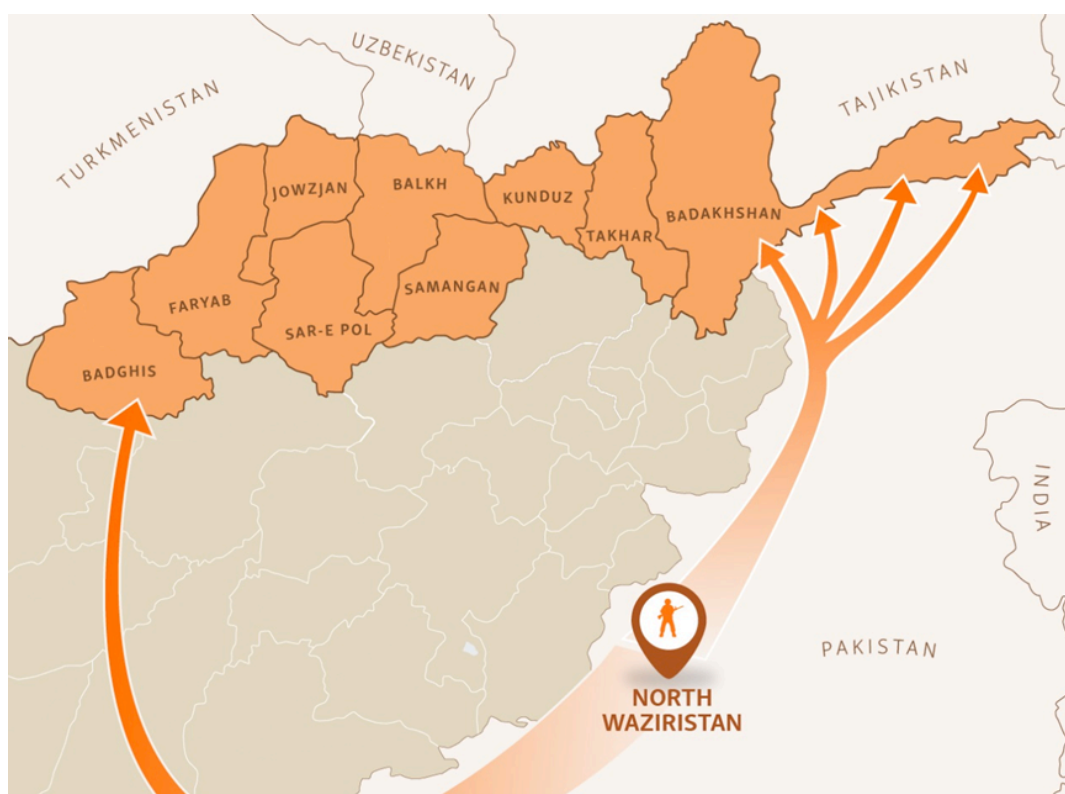 UZBEKISTAN
TURKMENISTAN
TAJIKISTAN
JOWZJAN
BALKH
KUNDUZ
BADAKHSHAN
TAKHAR
FARYAB
SAMANGAN
SAR-E POL
BADGHIS
INDIA
PAKISTAN
NORTH
WAZIRISTAN